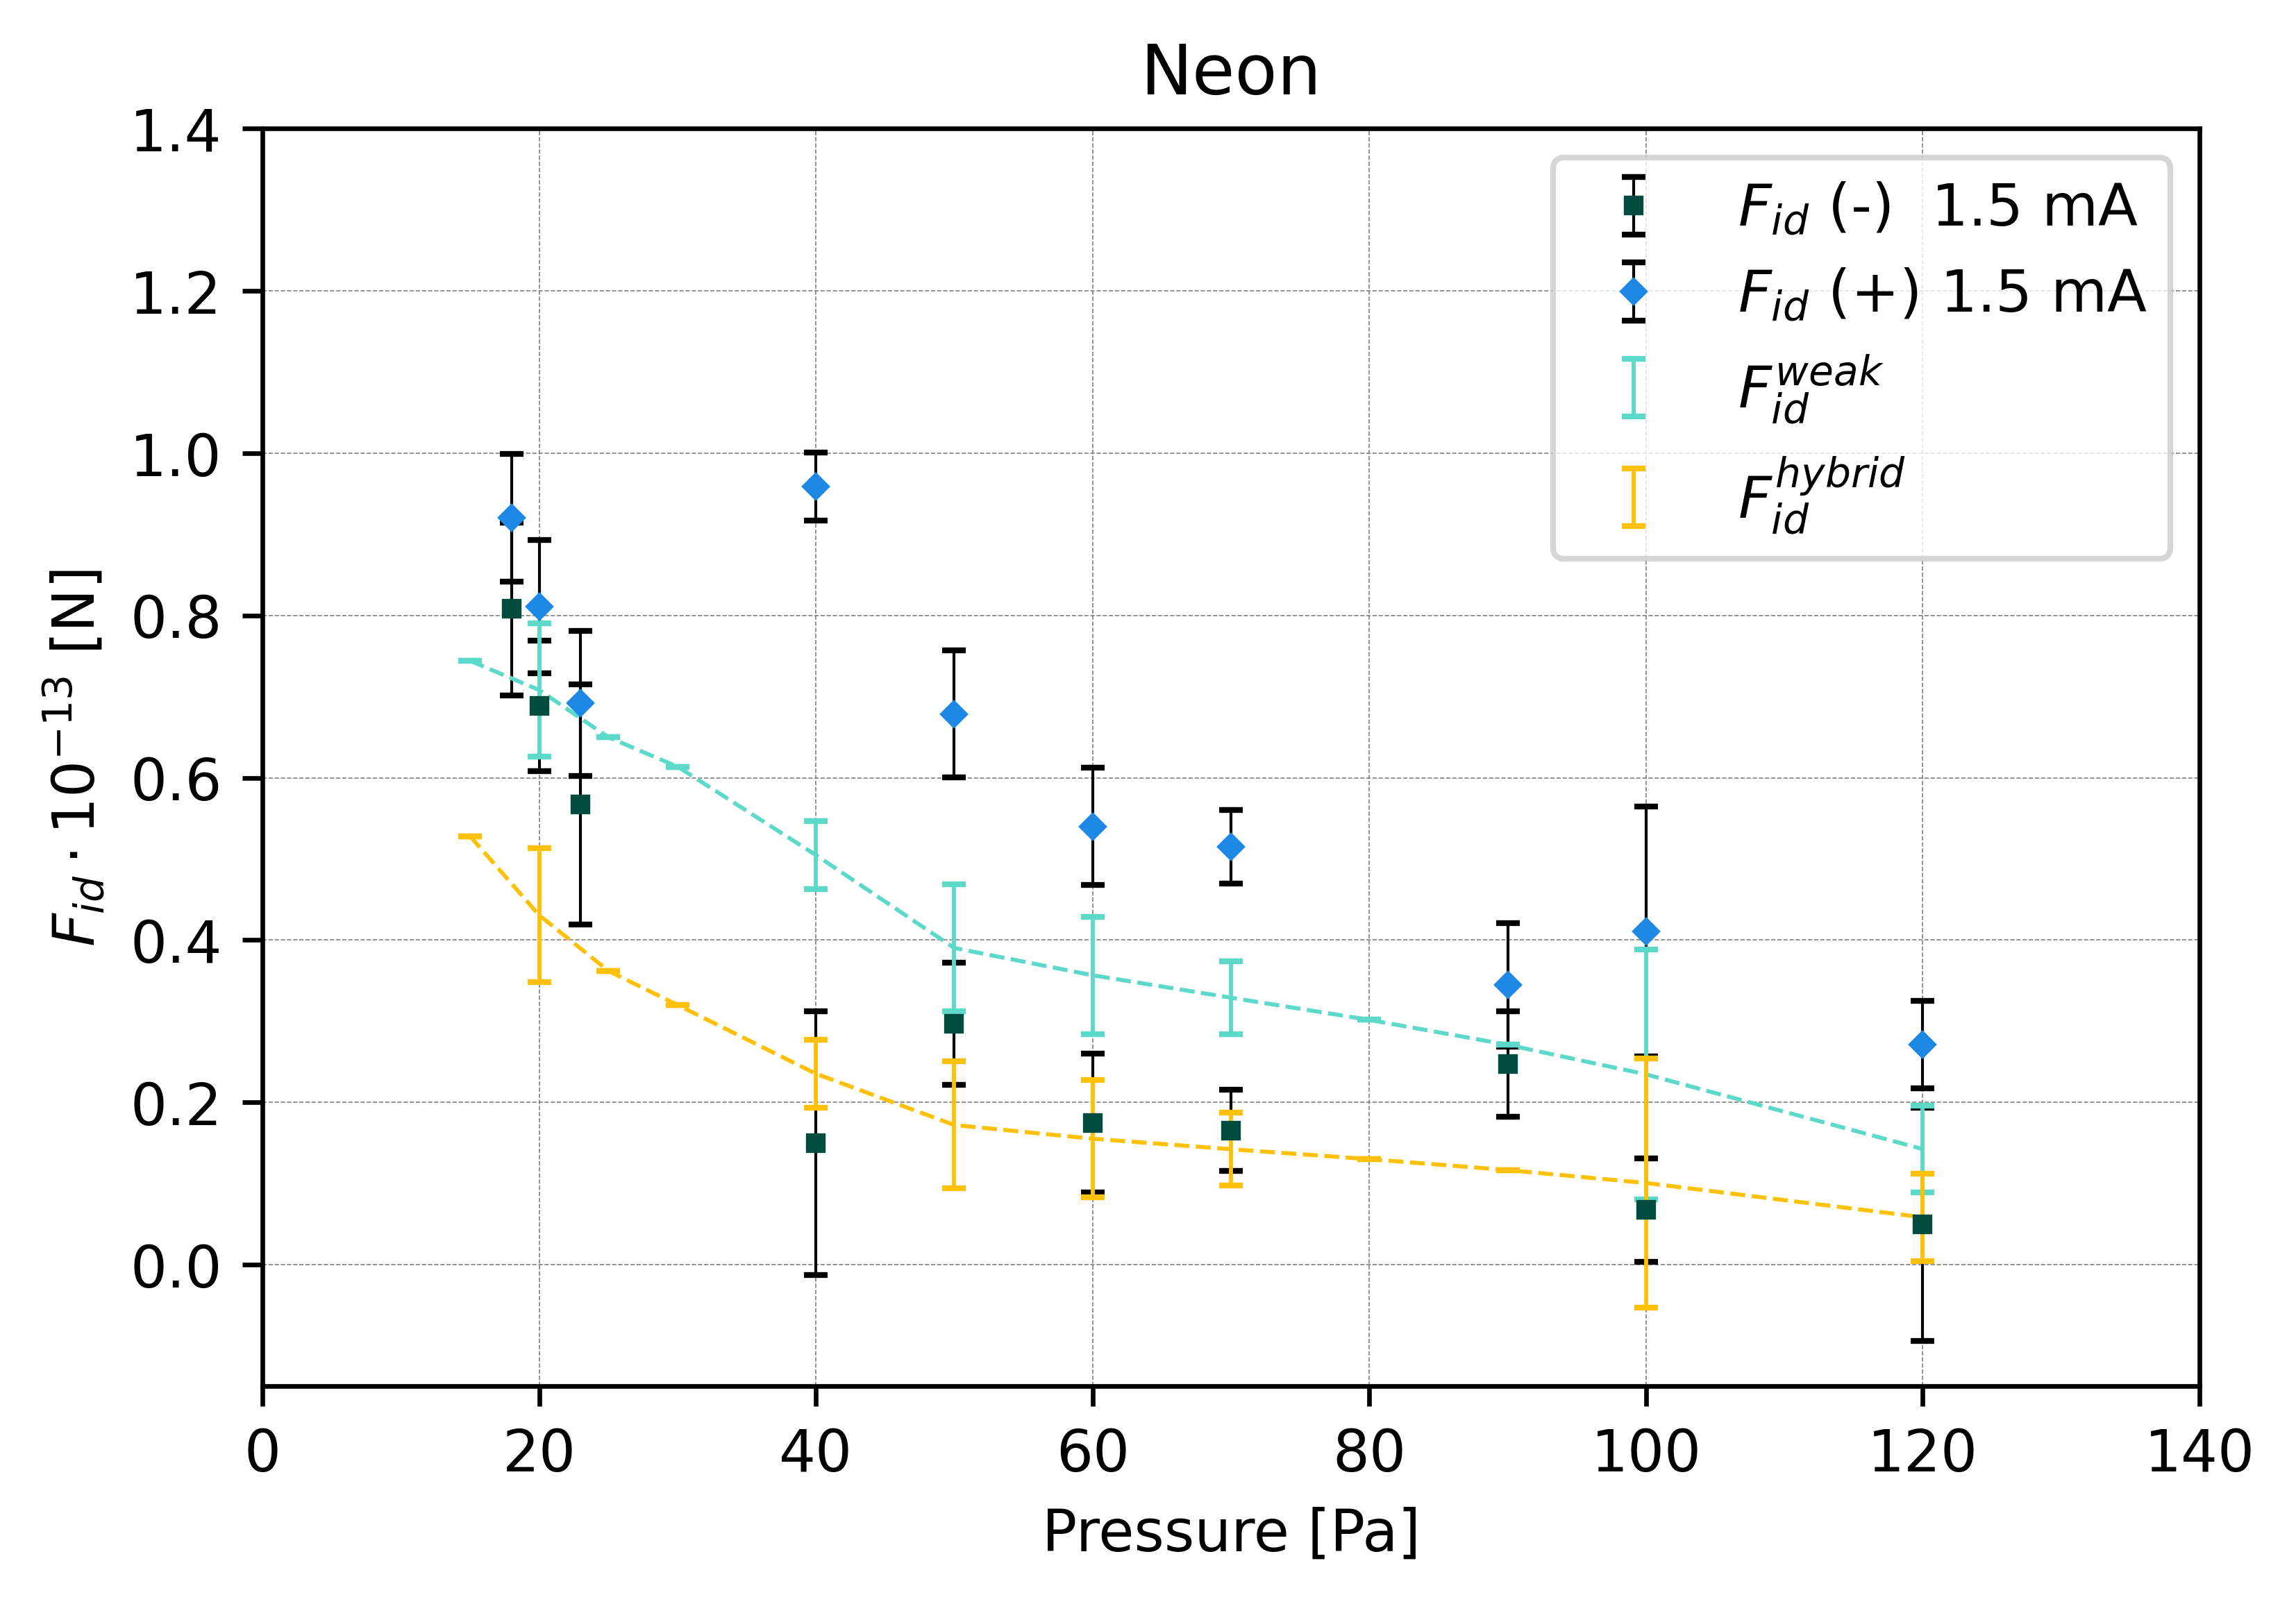 Neon
1.4
1.2
1.0
0.8
0.6
0.4
0.2
0.0
F_{id} · 10^{−13} [N]
F_{id} (-) 1.5 mA
F_{id} (+) 1.5 mA
F_{id}^{weak}
F_{id}^{hybrid}
0 20 40 60 80 100 120 140
Pressure [Pa]